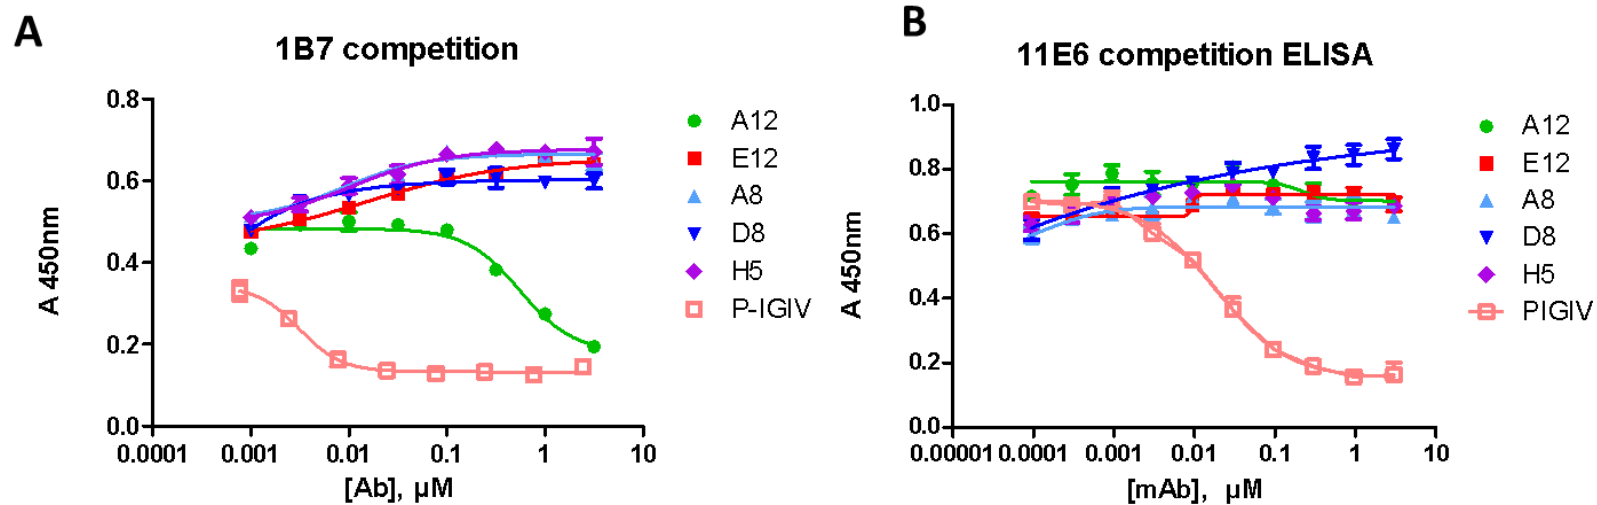 A
1B7 competition
0.8
0.6
0.4
0.2
0.0
A 450nm
0.0001 0.001 0.01 0.1 1 10
[Ab], μM
A12
E12
A8
D8
H5
P-IGIV
B
11E6 competition ELISA
1.0
0.8
0.6
0.4
0.2
0.0
A 450nm
0.00001 0.0001 0.001 0.01 0.1 1 10
[mAb], μM
A12
E12
A8
D8
H5
PIGIV